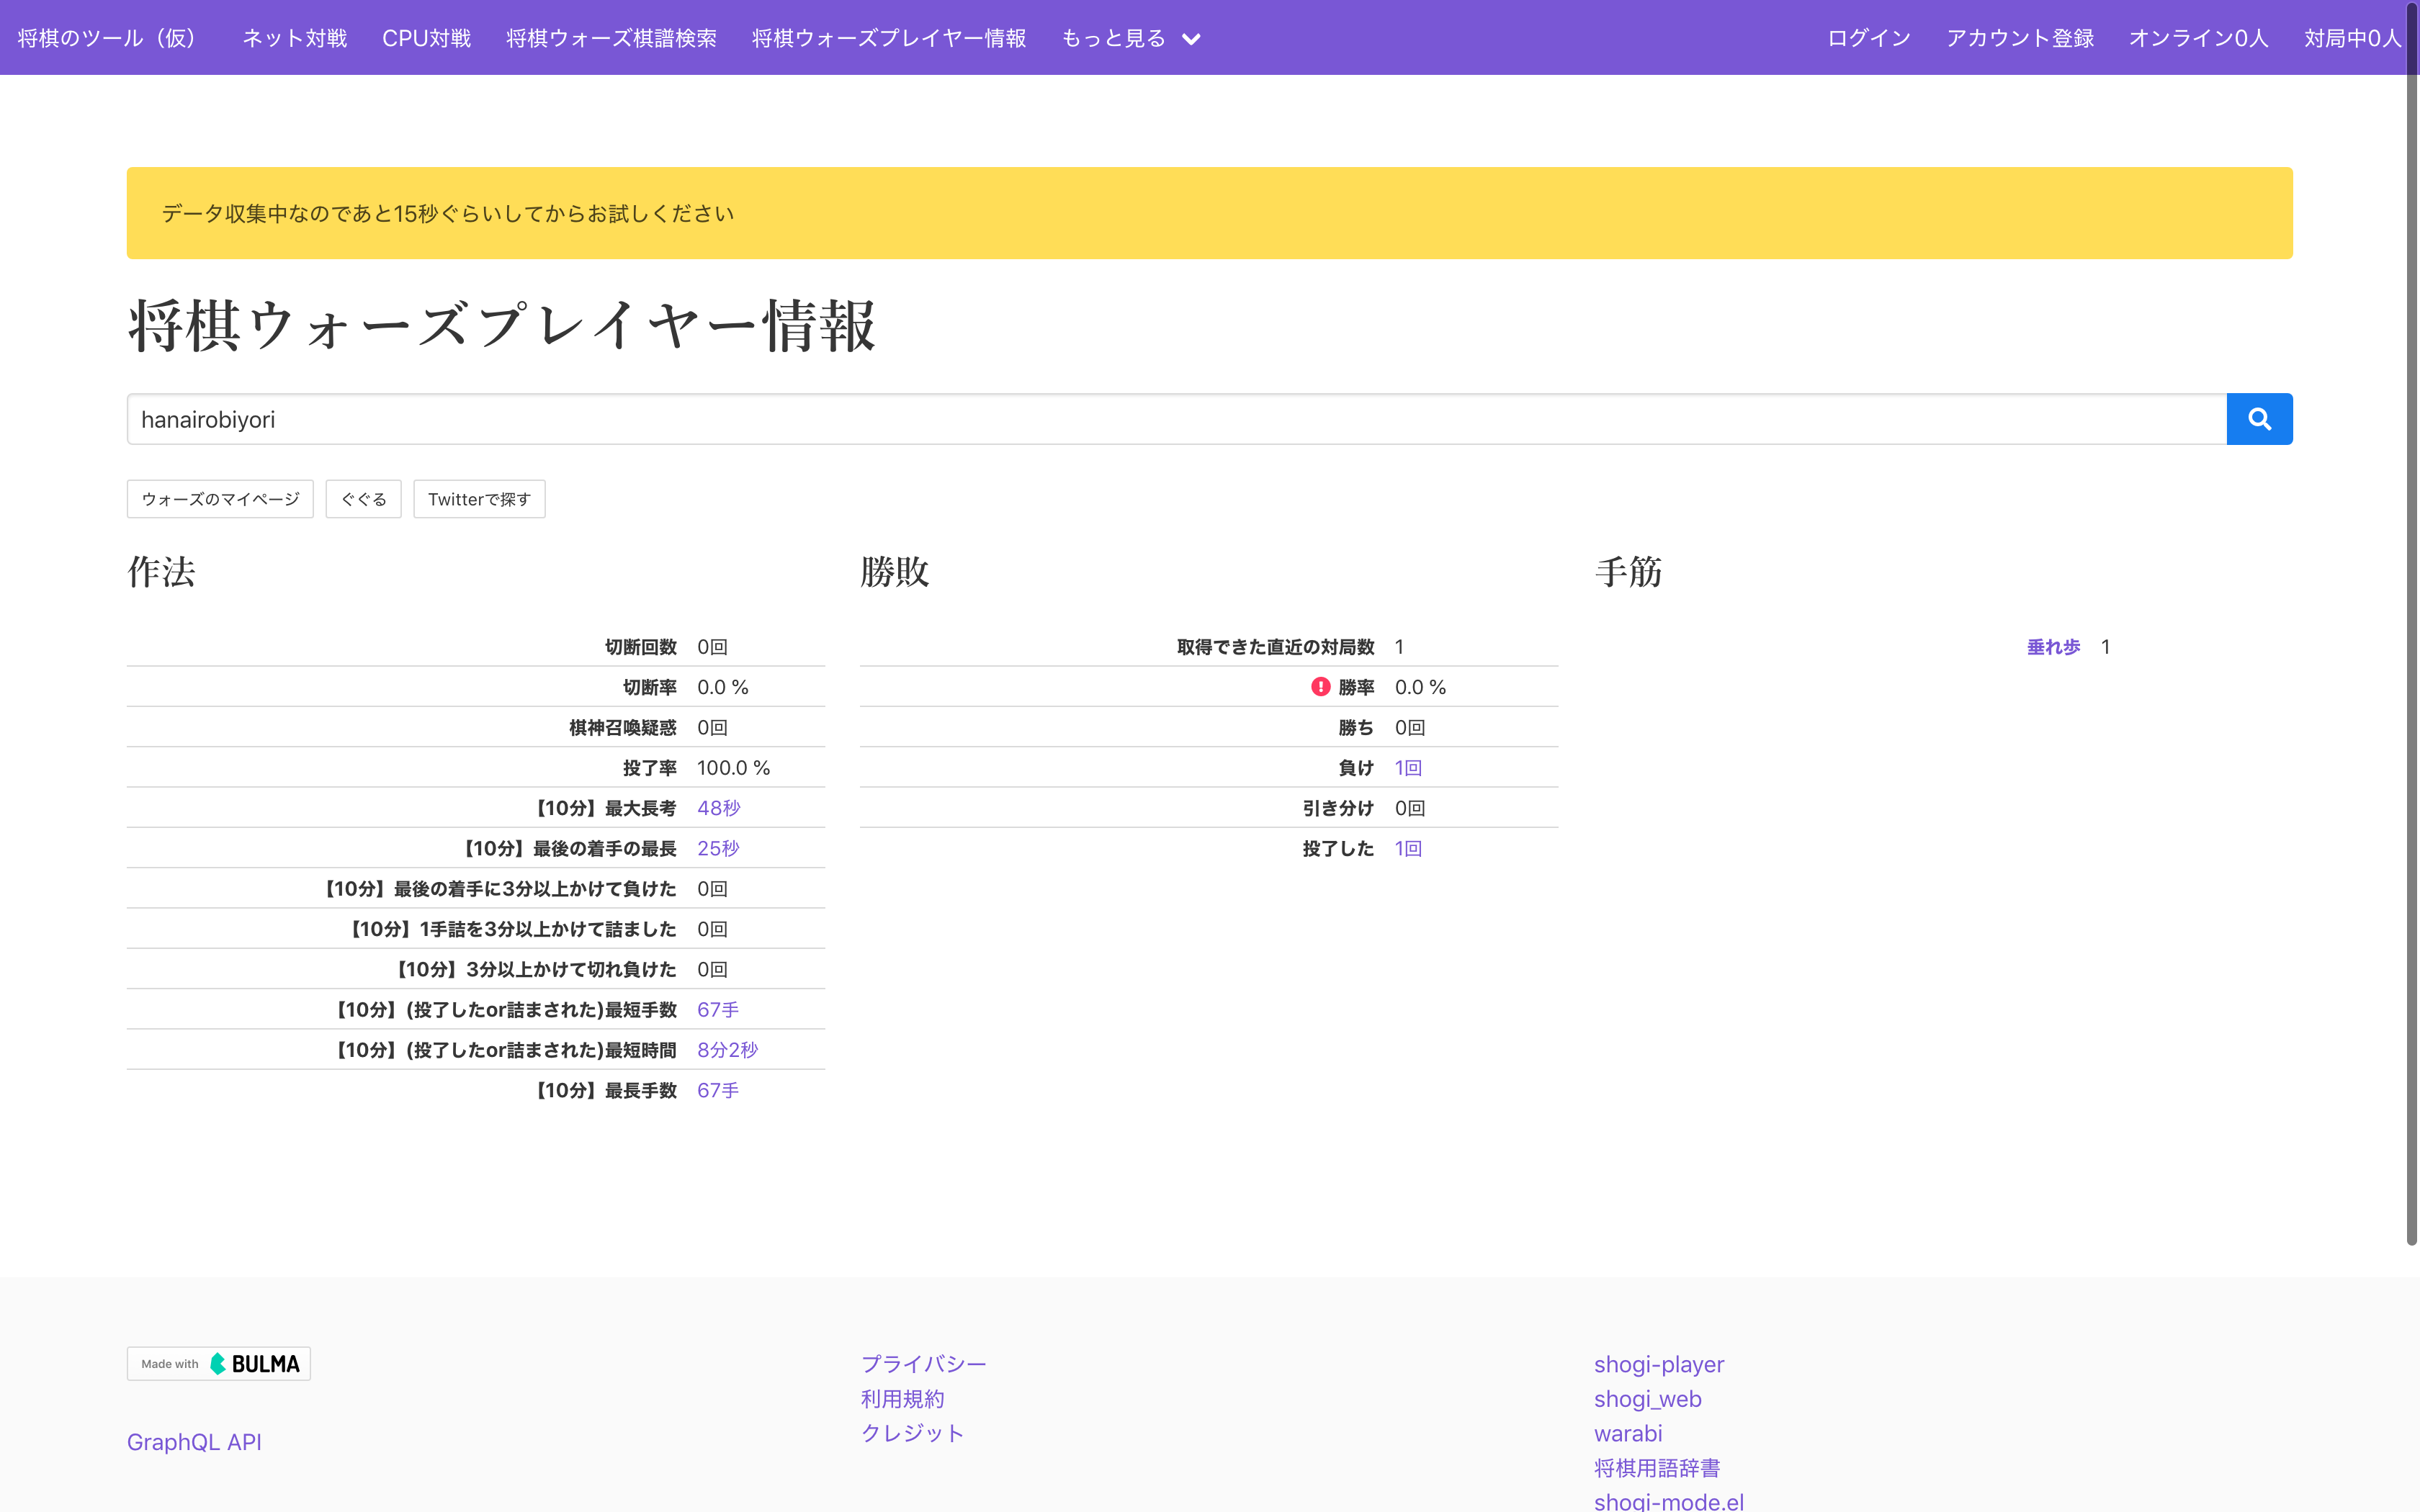 将棋のツール（仮） ネット対戦 CPU対戦 将棋ウォーズ棋譜検索 将棋ウォーズプレイヤー情報 もっと見る ログイン アカウント登録 オンライン0人 対局中0人
データ収集中なのであと15秒ぐらいしてからお試しください
将棋ウォーズプレイヤー情報
hanairobiyori
ウォーズのマイページ ぐぐる Twitterで探す
作法
切断回数 0回
切断率 0.0 %
棋神召喚疑惑 0回
投了率 100.0 %
【10分】最大長考 48秒
【10分】最後の着手の最長 25秒
【10分】最後の着手に3分以上かけて負けた 0回
【10分】1手詰を3分以上かけて詰ました 0回
【10分】3分以上かけて切れ負けた 0回
【10分】(投了したor詰まされた)最短手数 67手
【10分】(投了したor詰まされた)最短時間 8分2秒
【10分】最長手数 67手
勝敗
取得できた直近の対局数 1
勝率 0.0 %
勝ち 0回
負け 1回
引き分け 0回
投了した 1回
手筋
垂れ歩 1
Made with BULMA
GraphQL API
プライバシー
利用規約
クレジット
shogi-player
shogi_web
warabi
将棋用語辞書
shogi-mode.el